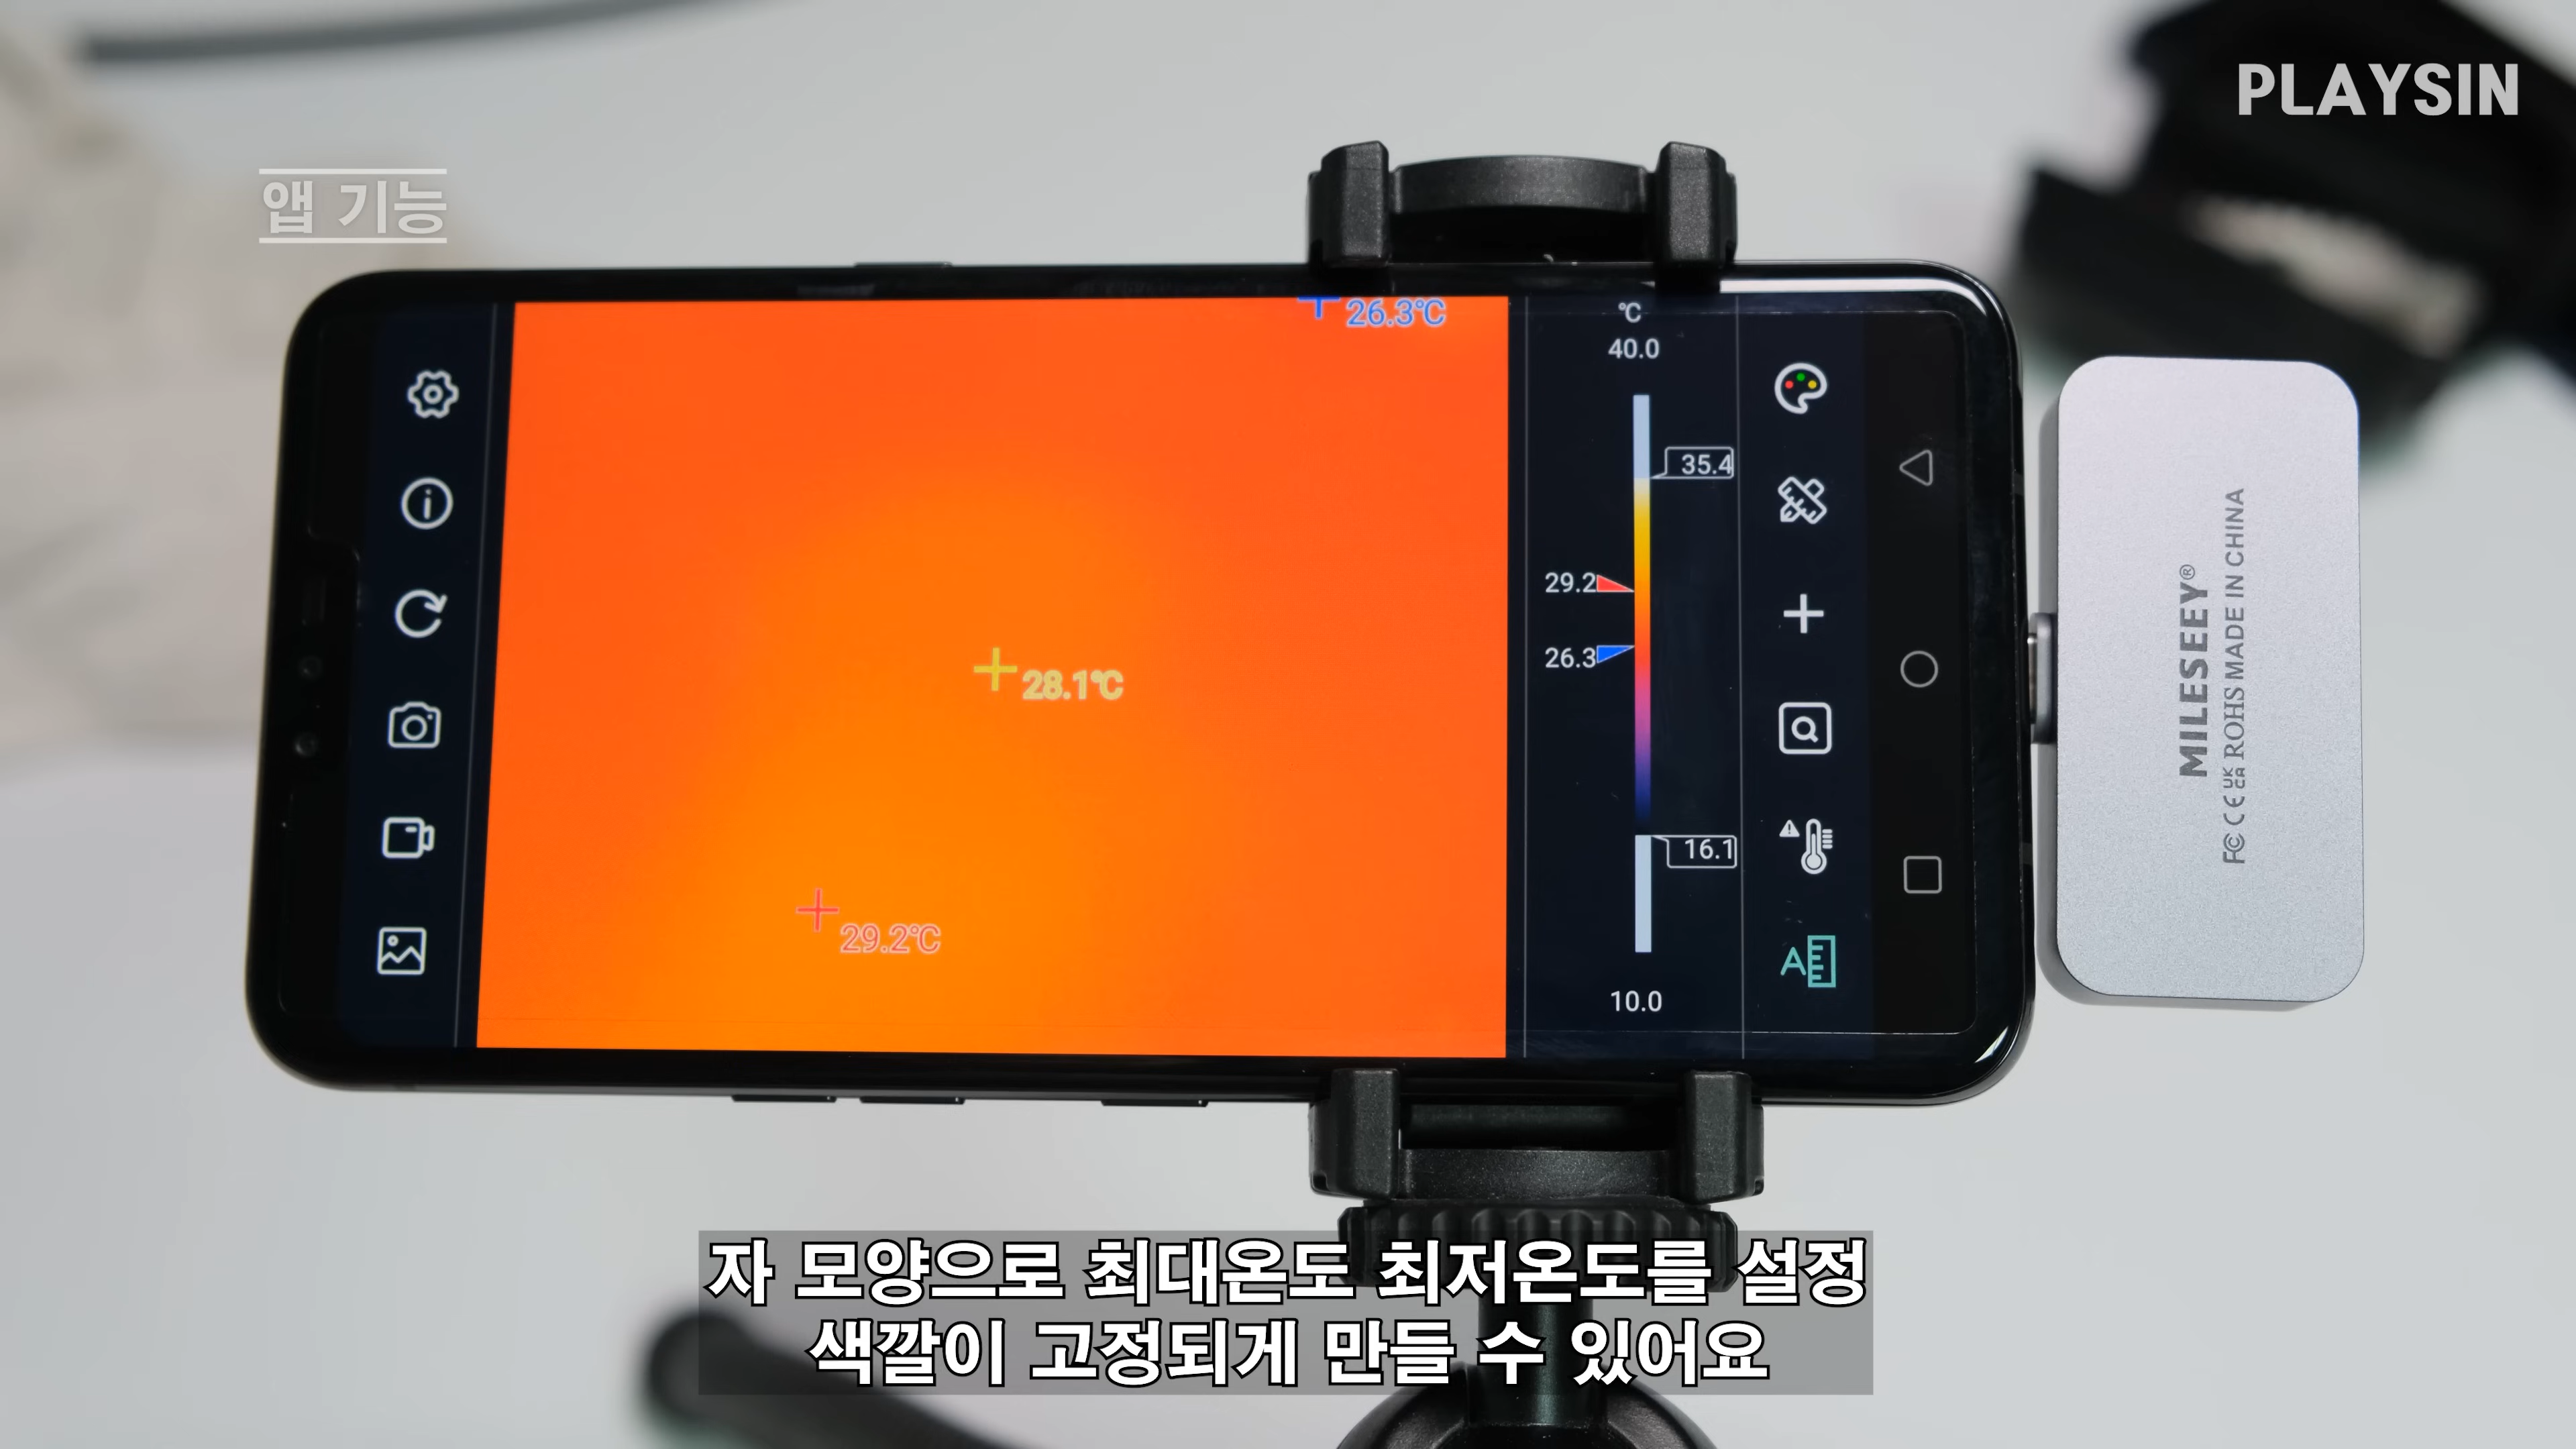 PLAYSIN
앱 기능
26.3℃
28.1℃
29.2℃
℃
40.0
35.4
29.2
26.3
16.1
10.0
A
MILESEEY®
FC CE UK CA ROHS MADE IN CHINA
자 모양으로 최대온도 최저온도를 설정
색깔이 고정되게 만들 수 있어요